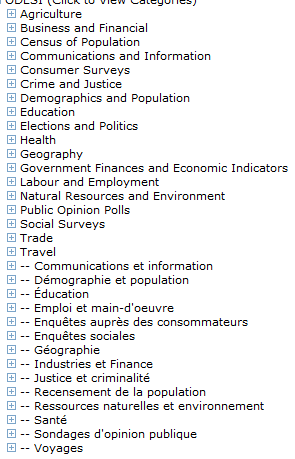 ODESI (Click to View Categories)
Agriculture
Business and Financial
Census of Population
Communications and Information
Consumer Surveys
Crime and Justice
Demographics and Population
Education
Elections and Politics
Health
Geography
Government Finances and Economic Indicators
Labour and Employment
Natural Resources and Environment
Public Opinion Polls
Social Surveys
Trade
Travel
-- Communications et information
-- Démographie et population
-- Éducation
-- Emploi et main-d'oeuvre
-- Enquêtes auprès des consommateurs
-- Enquêtes sociales
-- Géographie
-- Industries et Finance
-- Justice et criminalité
-- Recensement de la population
-- Ressources naturelles et environnement
-- Santé
-- Sondages d'opinion publique
-- Voyages